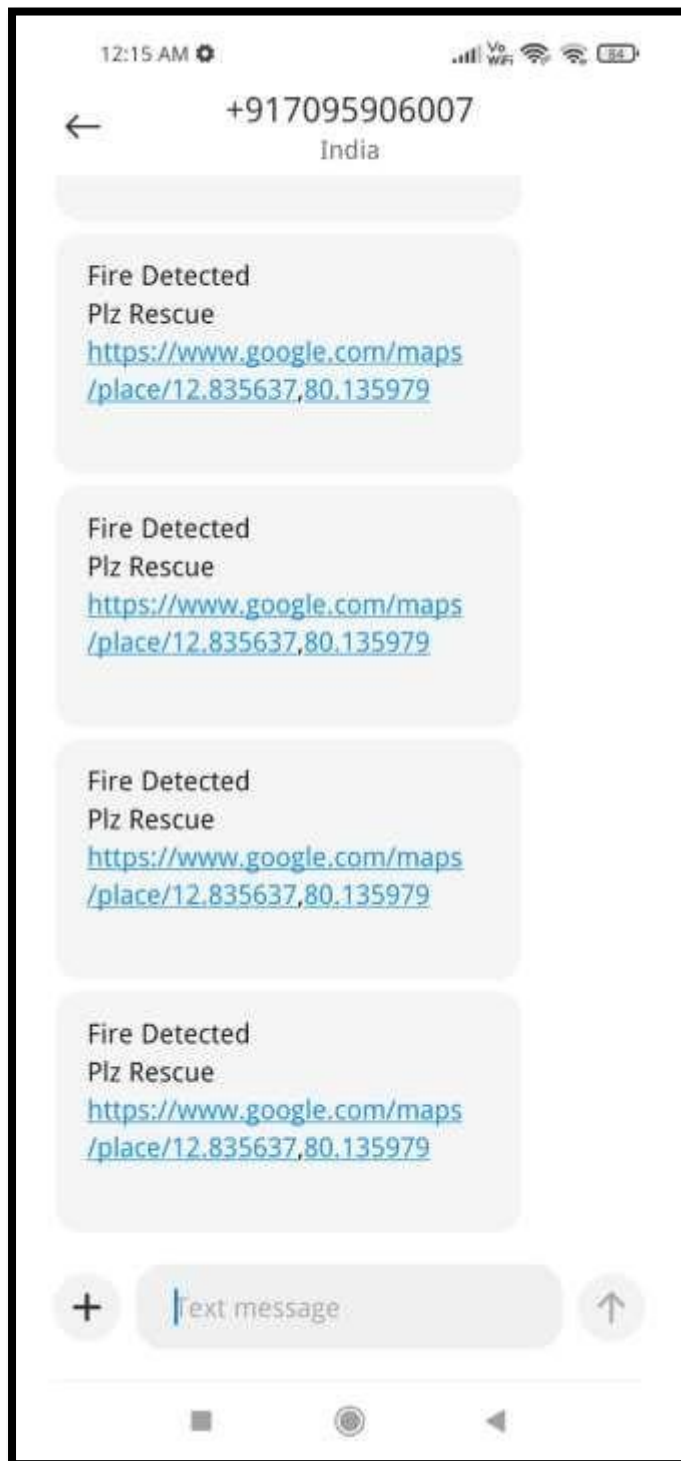 12:15 AM
Vo
WiFi
84
+917095906007
India
Fire Detected
Plz Rescue
https://www.google.com/maps
/place/12.835637,80.135979
Fire Detected
Plz Rescue
https://www.google.com/maps
/place/12.835637,80.135979
Fire Detected
Plz Rescue
https://www.google.com/maps
/place/12.835637,80.135979
Fire Detected
Plz Rescue
https://www.google.com/maps
/place/12.835637,80.135979
Text message